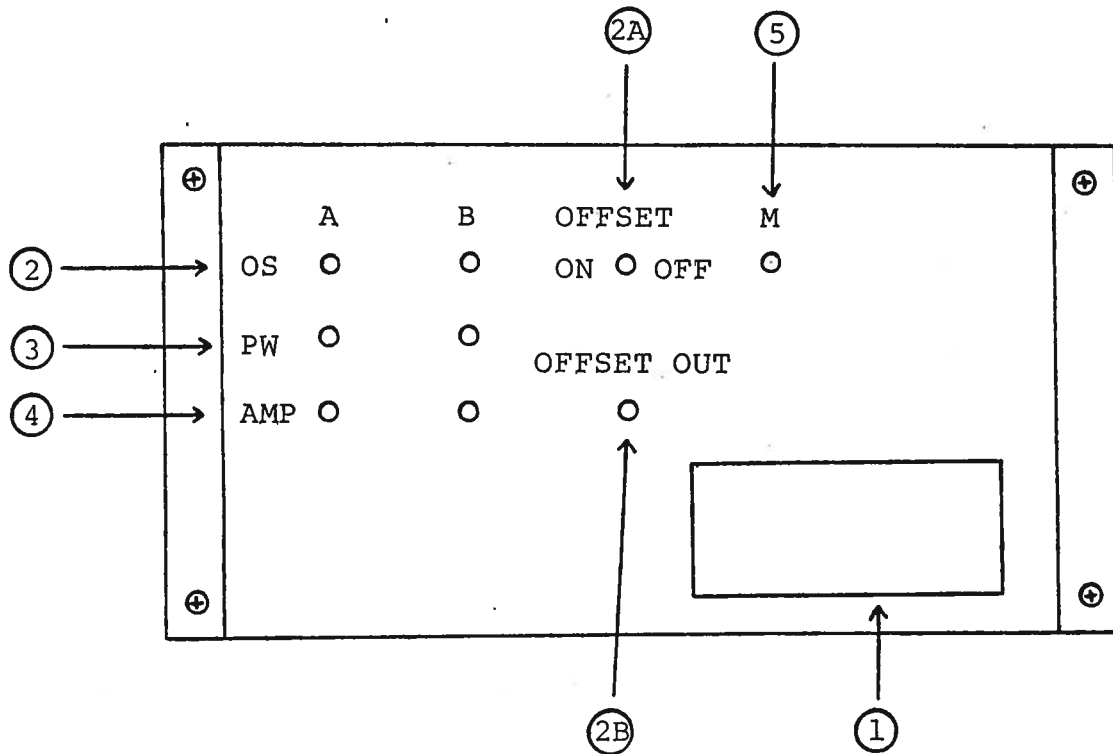 2A 5
A B OFFSET M
2 OS ON OFF
3 PW
OFFSET OUT
4 AMP
2B 1